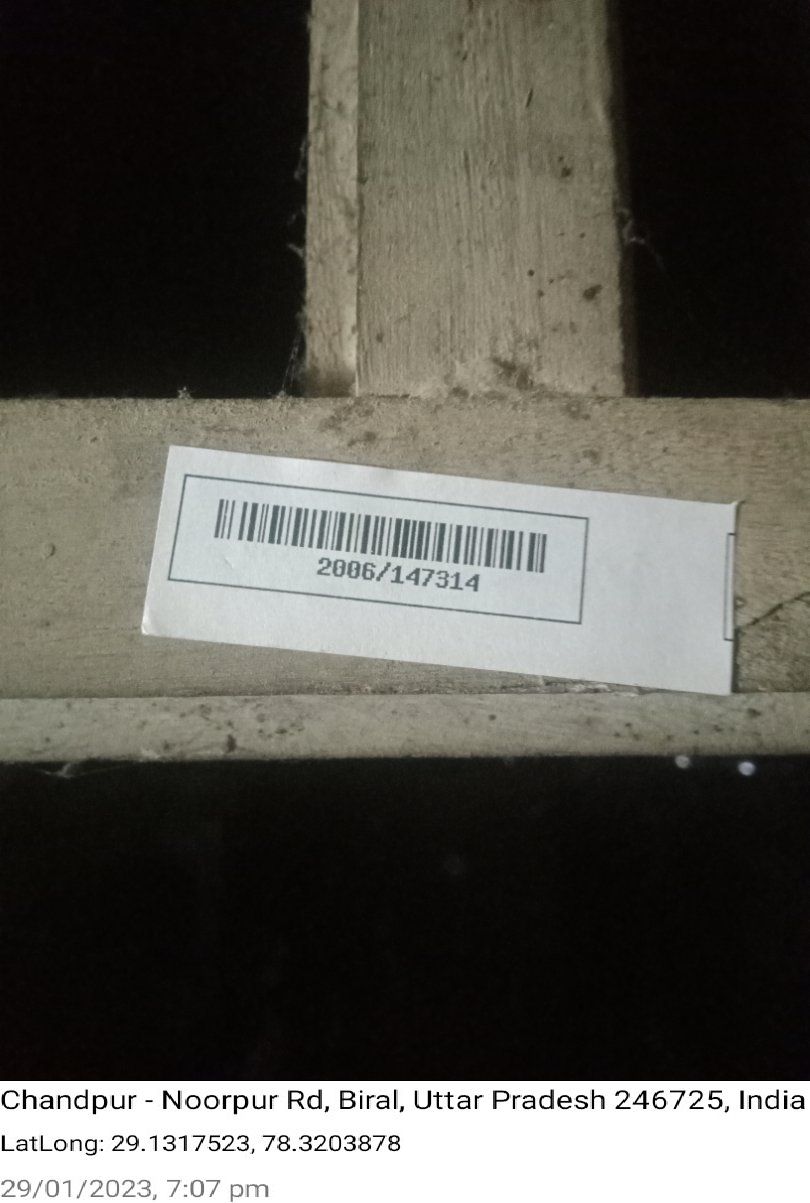 2006/147314
Chandpur - Noorpur Rd, Biral, Uttar Pradesh 246725, India
LatLong: 29.1317523, 78.3203878
29/01/2023, 7:07 pm